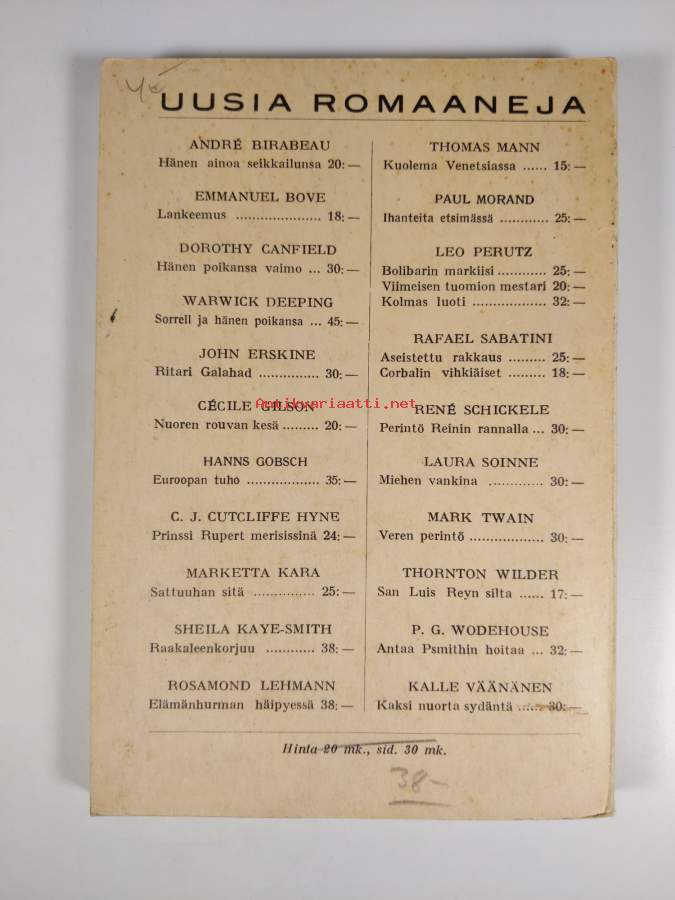 UUSIA ROMAANEJA
ANDRÉ BIRABEAU
Hänen ainoa seikkailunsa 20: —
EMMANUEL BOVE
Lankeemus ..................... 18: —
DOROTHY CANFIELD
Hänen poikansa vaimo ... 30: —
WARWICK DEEPING
Sorrell ja hänen poikansa ... 45: —
JOHN ERSKINE
Ritari Galahad ............... 30: —
CÉCILE GILSON
Nuoren rouvan kesä ......... 20: —
HANNS GOBSCH
Euroopan tuho .................. 35: —
C. J. CUTCLIFFE HYNE
Prinssi Rupert merisissinä 24: —
MARKETTA KARA
Sattuuhan sitä ............... 25: —
SHEILA KAYE-SMITH
Raakaleenkorjuu ............ 38: —
ROSAMOND LEHMANN
Elämänhurman häipyessä 38: —
THOMAS MANN
Kuolema Venetsiassa ...... 15: —
PAUL MORAND
Ihanteita etsimässä ............ 25: —
LEO PERUTZ
Bolibarin markiisi ............ 25: —
Viimeisen tuomion mestari 20: —
Kolmas luoti .................. 32: —
RAFAEL SABATINI
Aseistettu rakkaus ......... 25: —
Corbalin vihkiäiset ......... 18: —
RENÉ SCHICKELE
Perintö Reinin rannalla ... 30: —
LAURA SOINNE
Miehen vankina ............ 30: —
MARK TWAIN
Veren perintö .................. 30: —
THORNTON WILDER
San Luis Reyn silta ...... 17: —
P. G. WODEHOUSE
Antaa Psmithin hoitaa ... 32: —
KALLE VÄÄNÄNEN
Kaksi nuorta sydäntä ...... 30: —
Hinta 20 mk., sid. 30 mk.
38-
Antikvariaatti.net